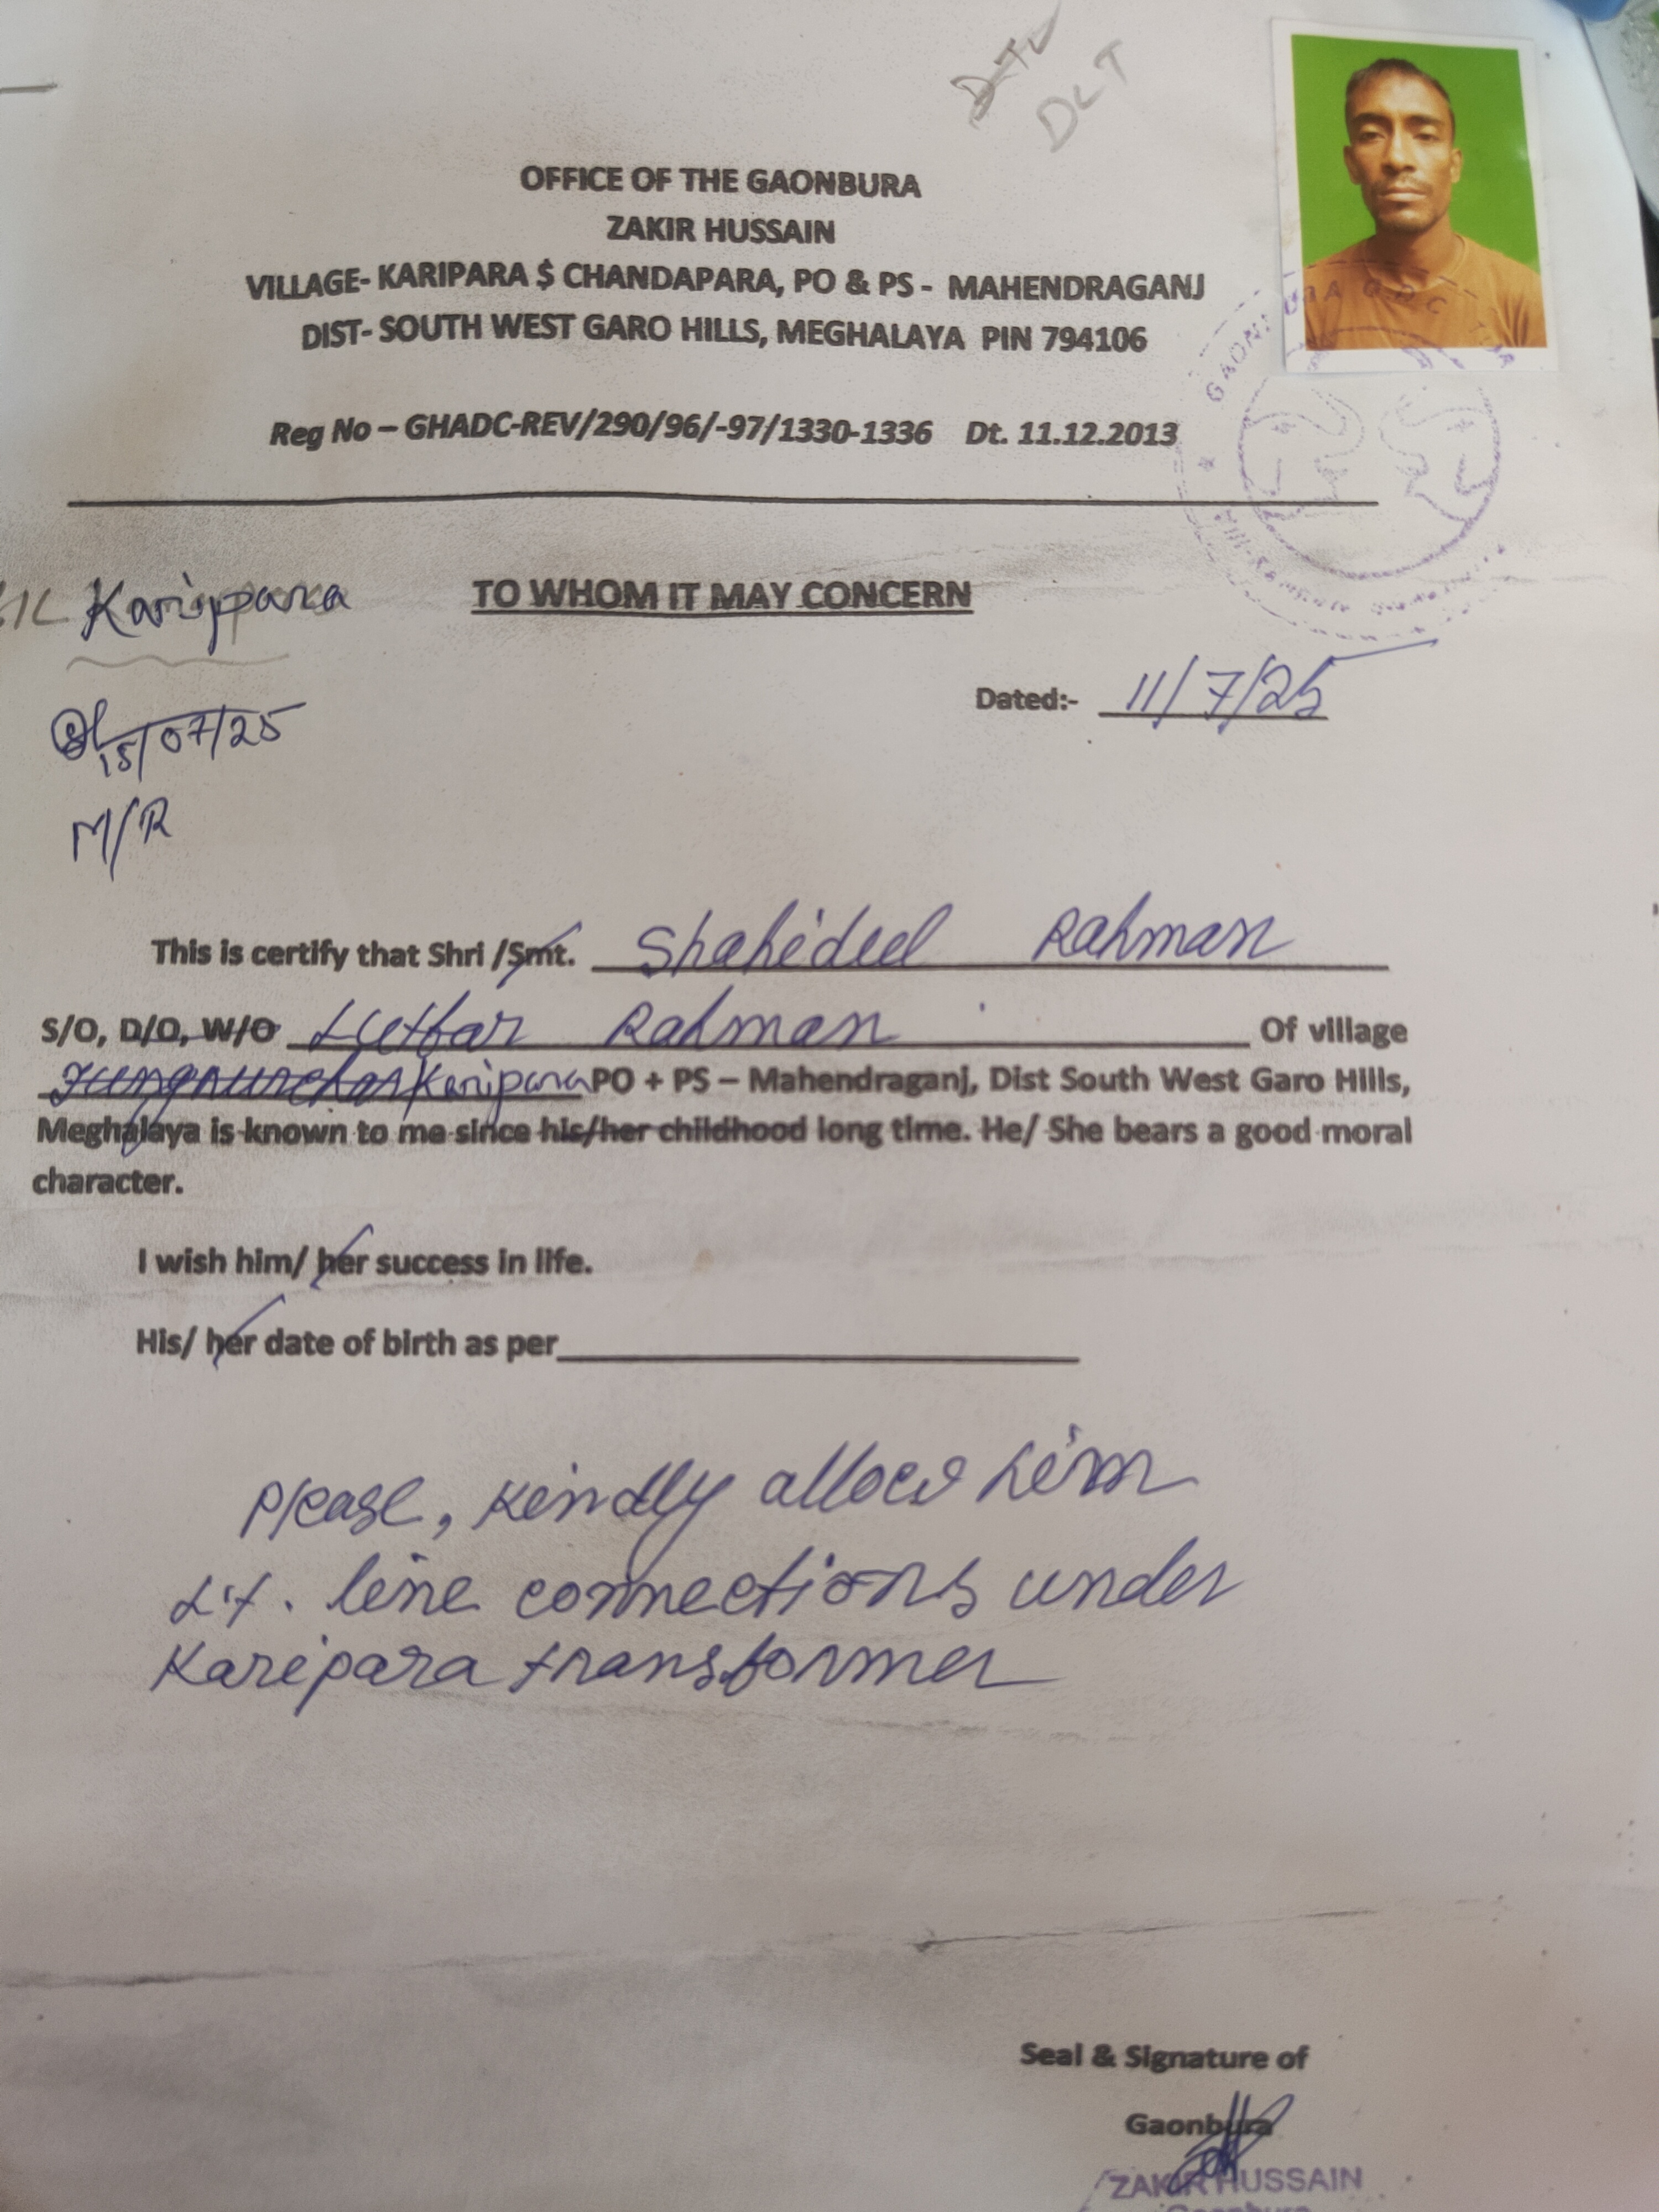 DLT
OFFICE OF THE GAONBURA
ZAKIR HUSSAIN
VILLAGE- KARIPARA $ CHANDAPARA, PO & PS - MAHENDRAGANJ
DIST- SOUTH WEST GARO HILLS, MEGHALAYA PIN 794106
Reg No – GHADC-REV/290/96/-97/1330-1336 Dt. 11.12.2013
Karippara
TO WHOM IT MAY CONCERN
Dated:- 11/7/25
15/07/25
M/R
This is certify that Shri /Smt. Shahidul Rahman
S/O, D/O, W/O Lutfar Rahman Of village
Karipara PO + PS – Mahendraganj, Dist South West Garo Hills,
Meghalaya is known to me since his/her childhood long time. He/ She bears a good moral
character.
I wish him/ her success in life.
His/ her date of birth as per
Please, kindly allow him
L.T. line connections under
Karipara transformer
Seal & Signature of
Gaonbura
ZAKIR HUSSAIN
Gaonbura